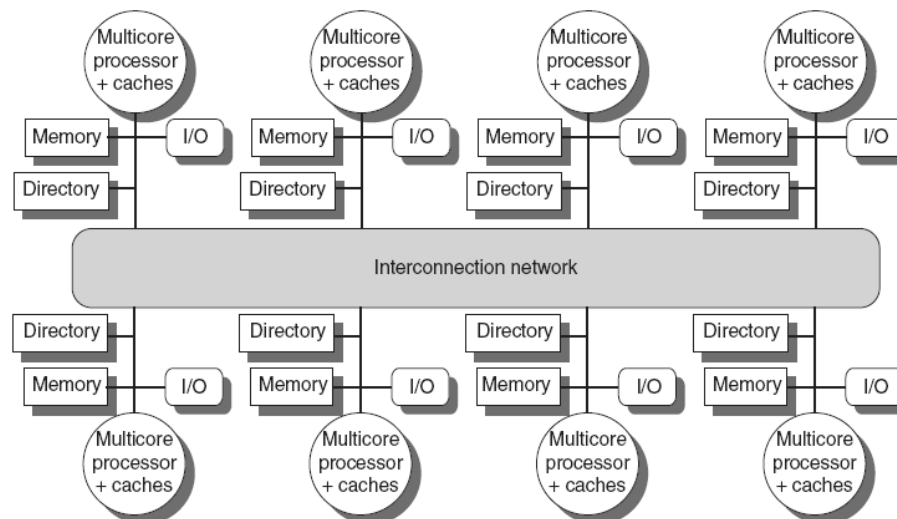 Multicore Multicore Multicore Multicore
processor processor processor processor
+ caches + caches + caches + caches
Memory I/O Memory I/O Memory I/O Memory I/O
Directory Directory Directory Directory
Interconnection network
Directory Directory Directory Directory
Memory I/O Memory I/O Memory I/O Memory I/O
Multicore Multicore Multicore Multicore
processor processor processor processor
+ caches + caches + caches + caches